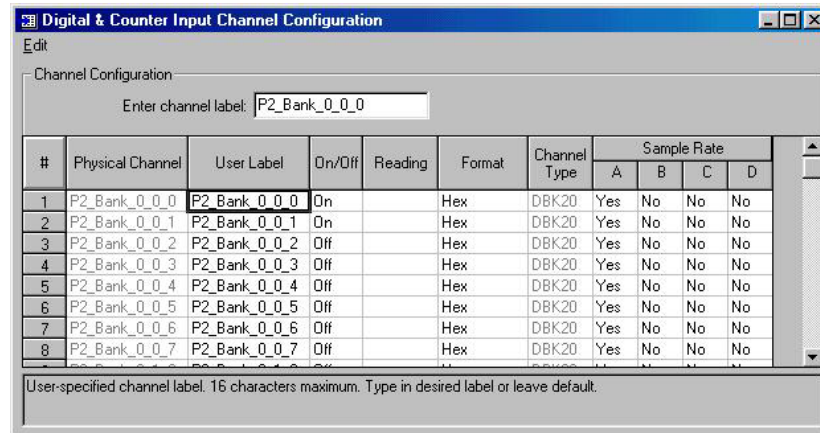 Digital & Counter Input Channel Configuration
Edit
Channel Configuration
Enter channel label: P2_Bank_0_0_0
# Physical Channel User Label On/Off Reading Format Channel Type Sample Rate
A B C D
1 P2_Bank_0_0_0 P2_Bank_0_0_0 On Hex DBK20 Yes No No No
2 P2_Bank_0_0_1 P2_Bank_0_0_1 On Hex DBK20 Yes No No No
3 P2_Bank_0_0_2 P2_Bank_0_0_2 Off Hex DBK20 Yes No No No
4 P2_Bank_0_0_3 P2_Bank_0_0_3 Off Hex DBK20 Yes No No No
5 P2_Bank_0_0_4 P2_Bank_0_0_4 Off Hex DBK20 Yes No No No
6 P2_Bank_0_0_5 P2_Bank_0_0_5 Off Hex DBK20 Yes No No No
7 P2_Bank_0_0_6 P2_Bank_0_0_6 Off Hex DBK20 Yes No No No
8 P2_Bank_0_0_7 P2_Bank_0_0_7 Off Hex DBK20 Yes No No No
User-specified channel label. 16 characters maximum. Type in desired label or leave default.